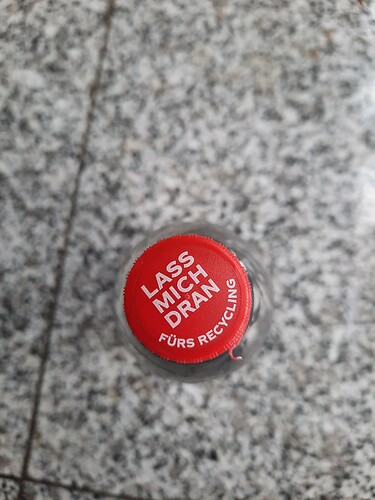 LASS
MICH
DRAN
FÜRS RECYCLING